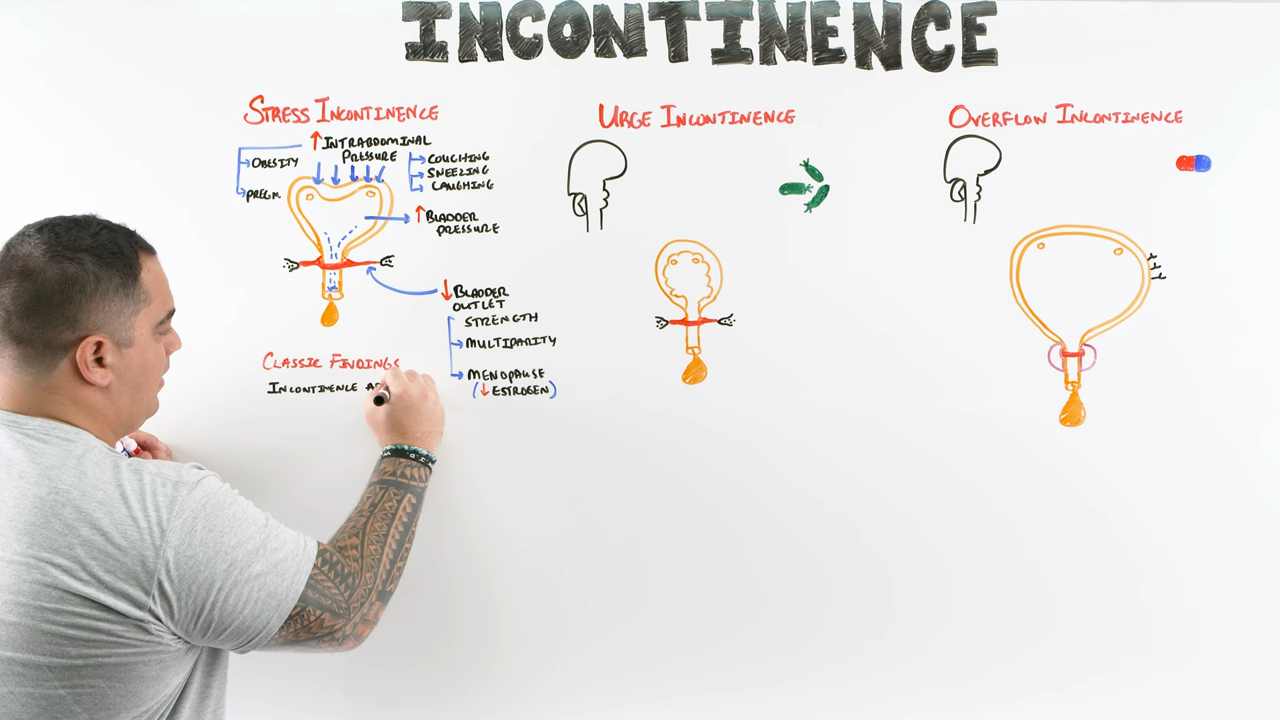 INCONTINENCE
STRESS INCONTINENCE
↑ INTRABDOMINAL
PRESSURE
OBESITY
PREGN.
COUGHING
SNEEZING
LAUGHING
↑ BLADDER
PRESSURE
↓ BLADDER
OUTLET
STRENGTH
MULTIPARITY
MENOPAUSE
(↓ ESTROGEN)
CLASSIC FINDINGS
INCONTINENCE
URGE INCONTINENCE
OVERFLOW INCONTINENCE